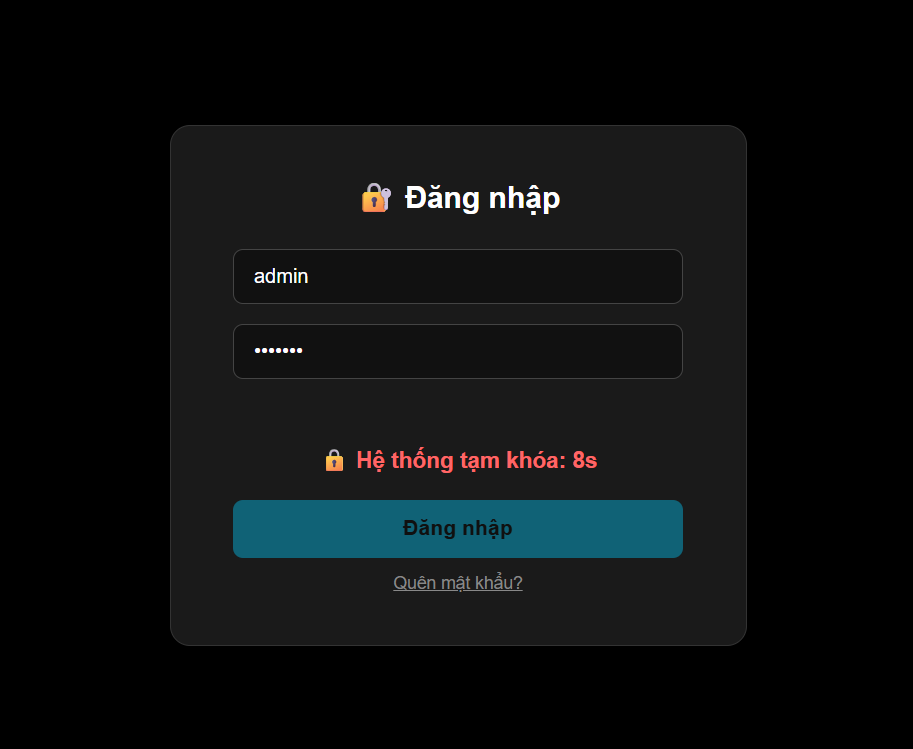 🔐 Đăng nhập
admin
•••••••
🔒 Hệ thống tạm khóa: 8s
Đăng nhập
Quên mật khẩu?